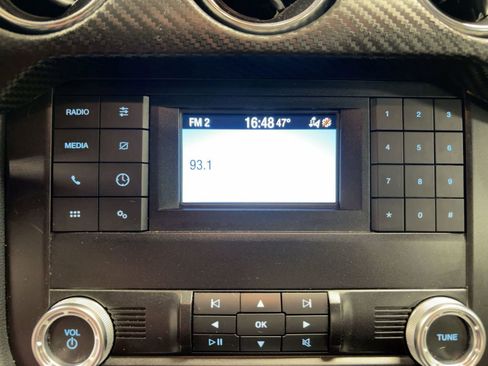 RADIO
MEDIA
FM 2 16:48 47°
93.1
1 2 3
4 5 6
7 8 9
* 0 #
VOL
OK
TUNE